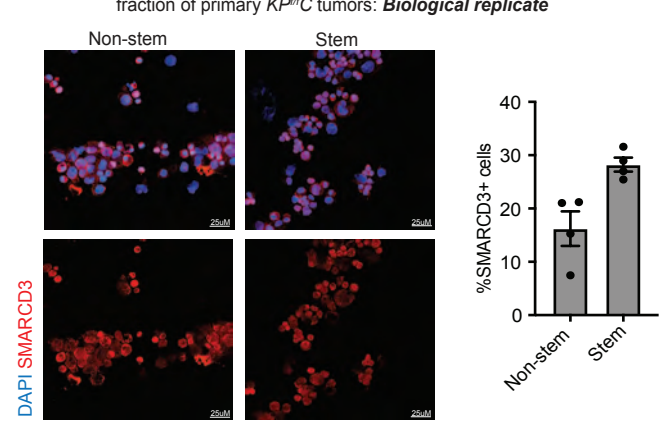 fraction of primary KPf/fC tumors: Biological replicate
Non-stem
Stem
25uM
25uM
DAPI SMARCD3
25uM
25uM
%SMARCD3+ cells
40
30
20
10
0
Non-stem
Stem